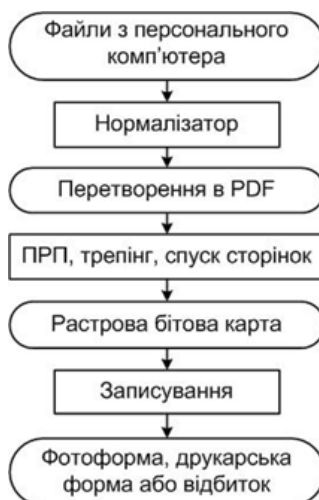 Файли з персонального
комп'ютера
Нормалізатор
Перетворення в PDF
ПРП, трепінг, спуск сторінок
Растрова бітова карта
Записування
Фотоформа, друкарська
форма або відбиток